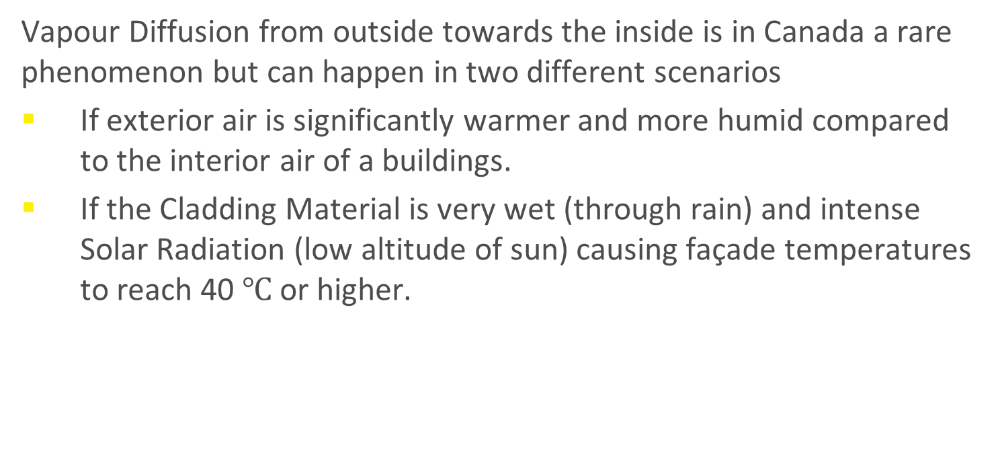 Vapour Diffusion from outside towards the inside is in Canada a rare
phenomenon but can happen in two different scenarios
▪ If exterior air is significantly warmer and more humid compared
to the interior air of a buildings.
▪ If the Cladding Material is very wet (through rain) and intense
Solar Radiation (low altitude of sun) causing façade temperatures
to reach 40 ℃ or higher.